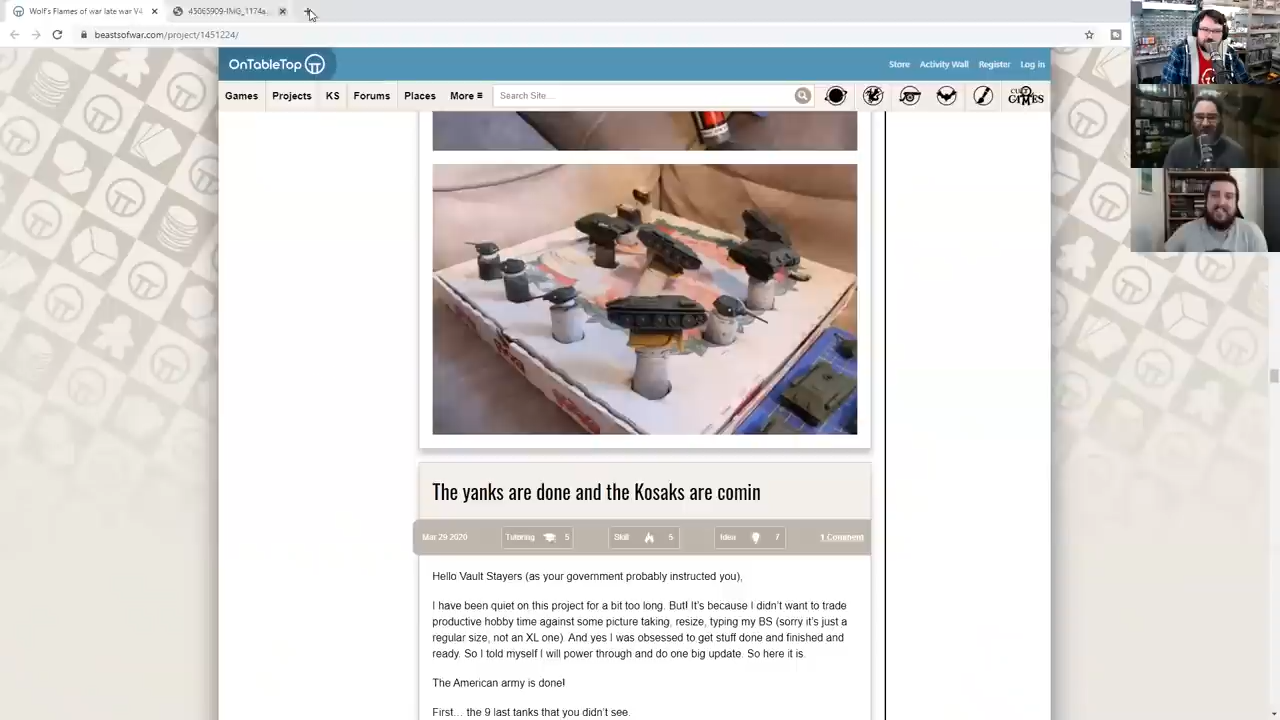 Wolf's Flames of war late war V4
45065909-IMG_1174a
beastsofwar.com/project/1451224/
OnTableTop
Store Activity Wall Register Log in
Games Projects KS Forums Places More Search Site...
Mar 29 2020 Tutoring 5 Skill 5 Idea 7 1 Comment
The yanks are done and the Kosaks are comin
Hello Vault Stayers (as your government probably instructed you),
I have been quiet on this project for a bit too long. But! It's because I didn't want to trade
productive hobby time against some picture taking, resize, typing my BS (sorry it's just a
regular size, not an XL one). And yes I was obsessed to get stuff done and finished and
ready. So I told myself I will power through and do one big update. So here it is.
The American army is done!
First… the 9 last tanks that you didn't see.